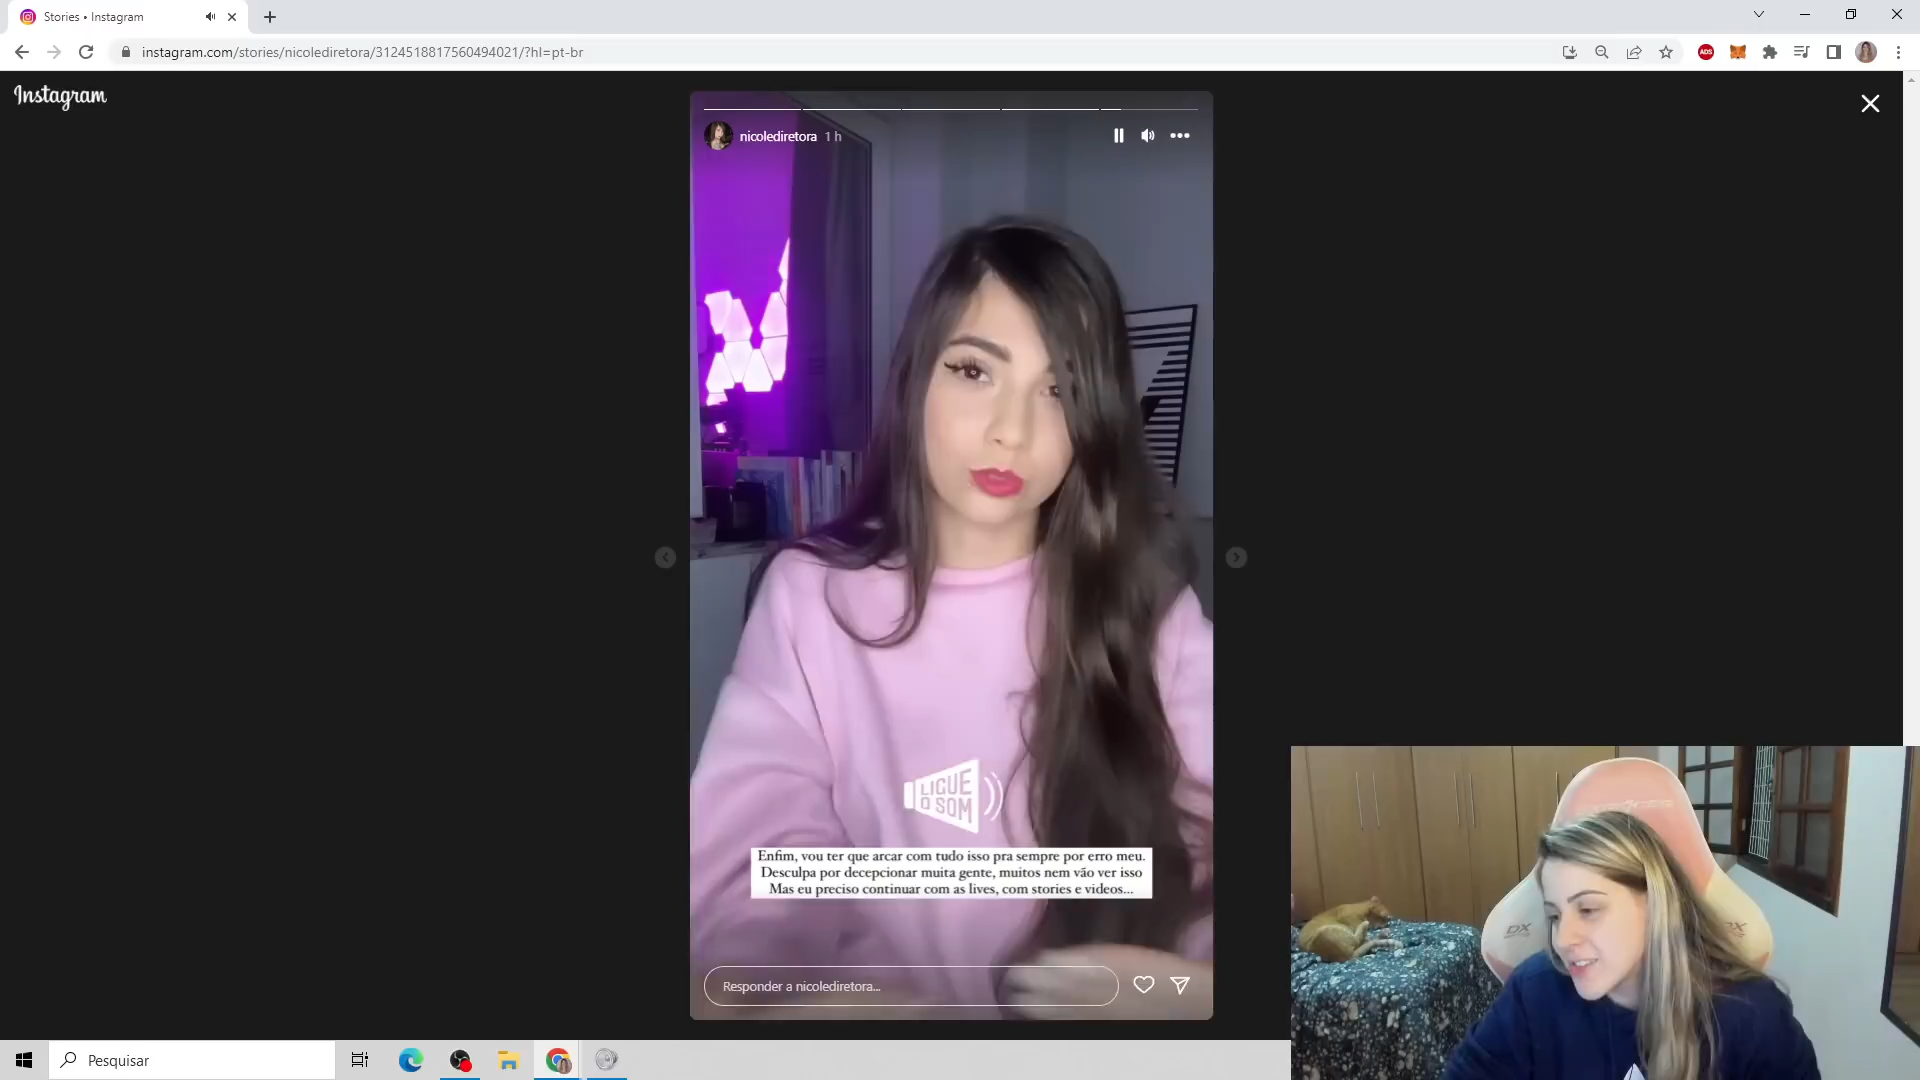 Stories • Instagram
instagram.com/stories/nicolediretora/3124518817560494021/?hl=pt-br
ADS
Instagram
nicolediretora 1 h
LIGUE
O SOM
Enfim, vou ter que arcar com tudo isso pra sempre por erro meu.
Desculpa por decepcionar muita gente, muitos nem vão ver isso
Mas eu preciso continuar com as lives, com stories e videos...
Responder a nicolediretora...
DX
Pesquisar